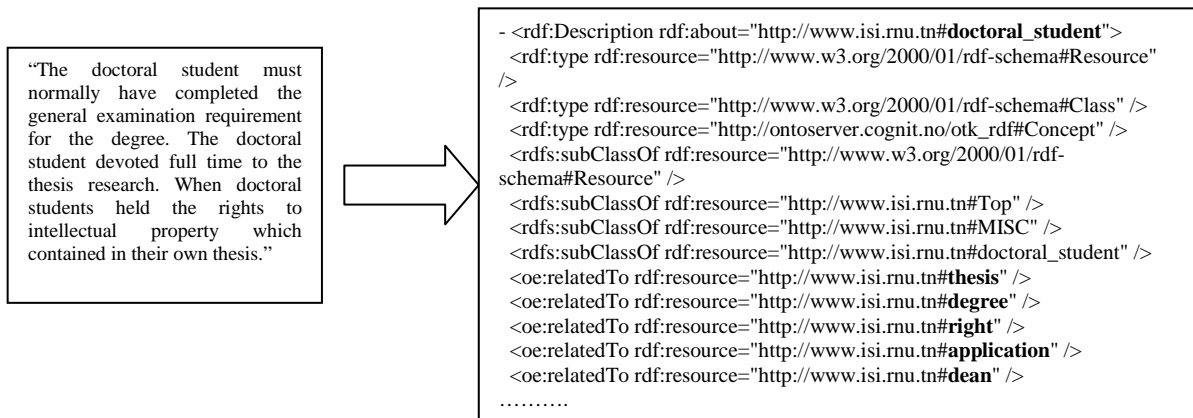 “The doctoral student must
normally have completed the
general examination requirement
for the degree. The doctoral
student devoted full time to the
thesis research. When doctoral
students held the rights to
intellectual property which
contained in their own thesis.”
- <rdf:Description rdf:about="http://www.isi.rnu.tn#doctoral_student">
<rdf:type rdf:resource="http://www.w3.org/2000/01/rdf-schema#Resource"
/>
<rdf:type rdf:resource="http://www.w3.org/2000/01/rdf-schema#Class" />
<rdf:type rdf:resource="http://ontoserver.cognit.no/otk_rdf#Concept" />
<rdfs:subClassOf rdf:resource="http://www.w3.org/2000/01/rdf-
schema#Resource" />
<rdfs:subClassOf rdf:resource="http://www.isi.rnu.tn#Top" />
<rdfs:subClassOf rdf:resource="http://www.isi.rnu.tn#MISC" />
<rdfs:subClassOf rdf:resource="http://www.isi.rnu.tn#doctoral_student" />
<oe:relatedTo rdf:resource="http://www.isi.rnu.tn#thesis" />
<oe:relatedTo rdf:resource="http://www.isi.rnu.tn#degree" />
<oe:relatedTo rdf:resource="http://www.isi.rnu.tn#right" />
<oe:relatedTo rdf:resource="http://www.isi.rnu.tn#application" />
<oe:relatedTo rdf:resource="http://www.isi.rnu.tn#dean" />
……….